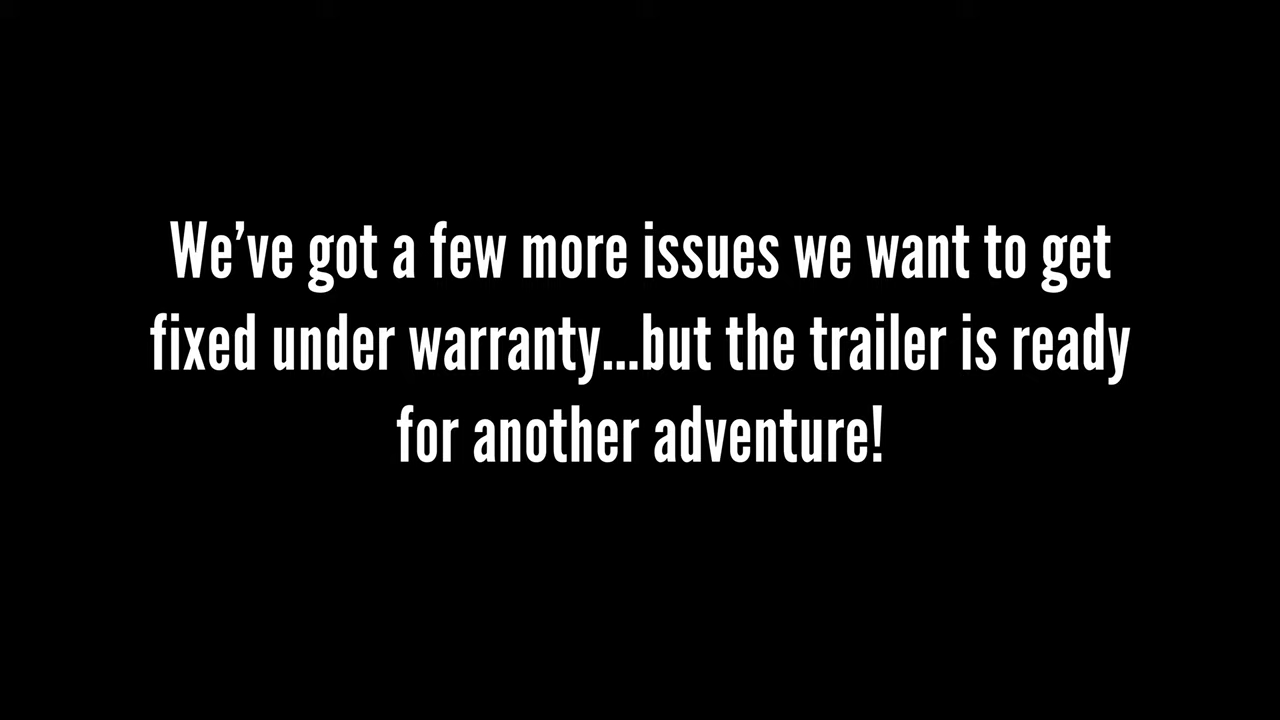 We’ve got a few more issues we want to get
fixed under warranty...but the trailer is ready
for another adventure!